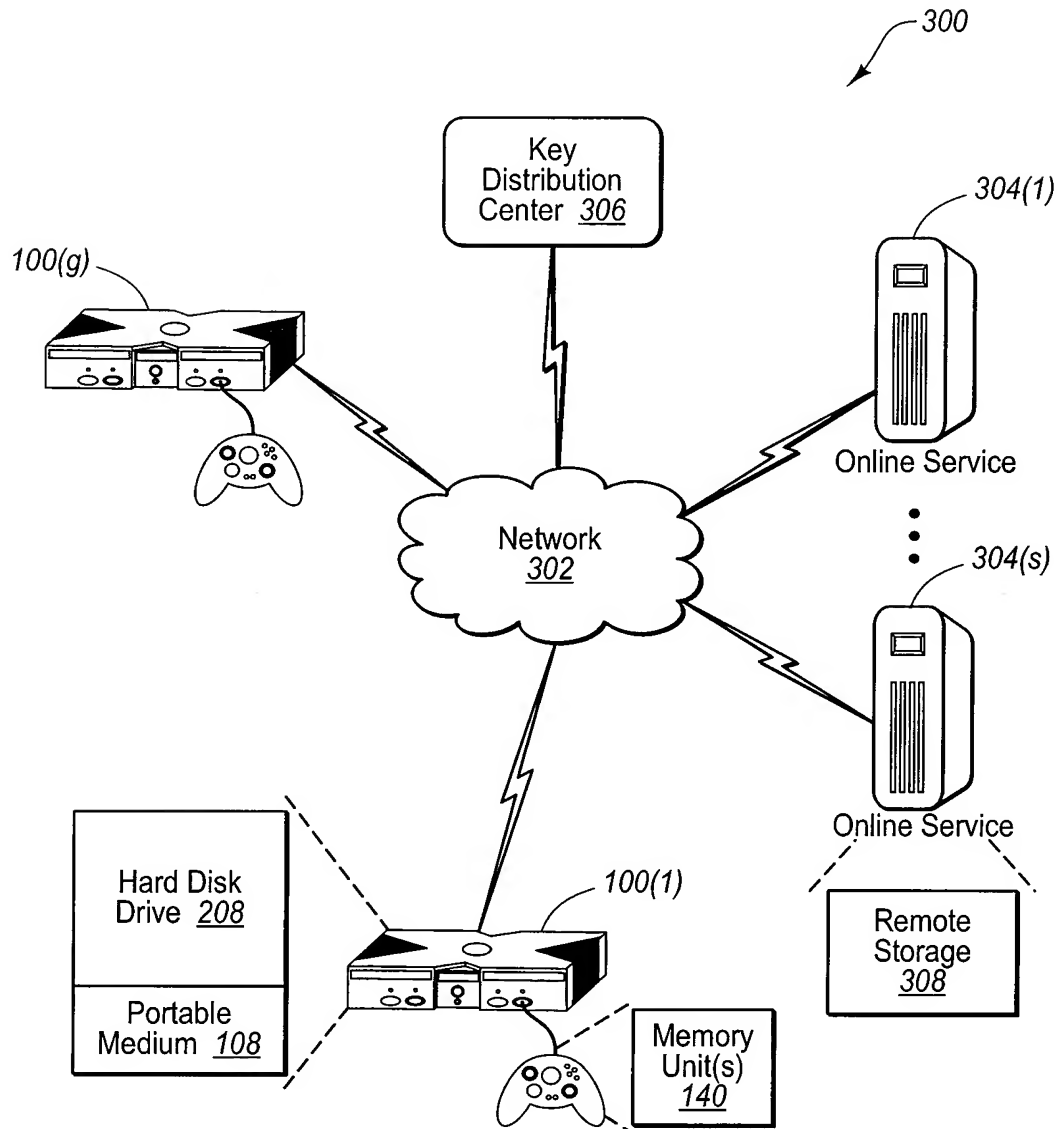 300
Key
Distribution
Center 306
304(1)
100(g)
Online Service
Network
302
304(s)
Online Service
100(1)
Hard Disk
Drive 208
Remote
Storage
308
Portable
Medium 108
Memory
Unit(s)
140